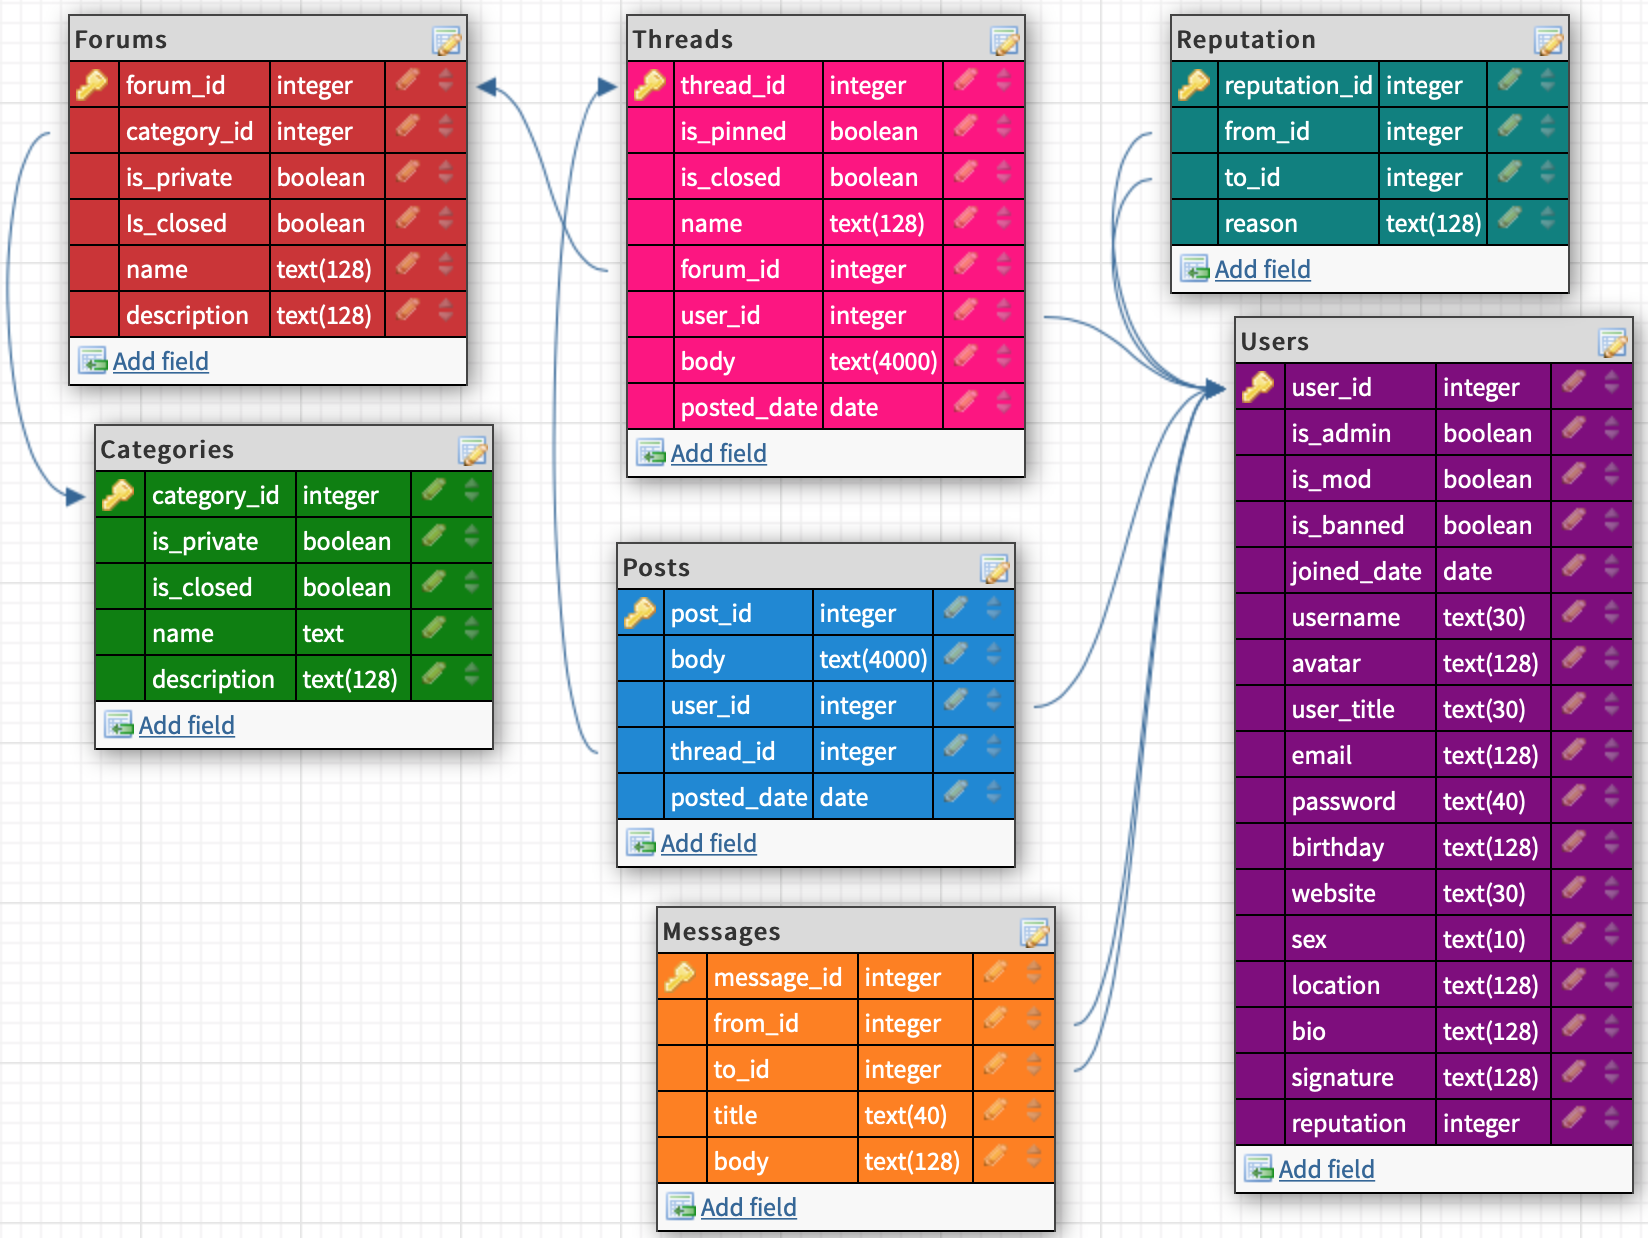 Forums
forum_id integer
category_id integer
is_private boolean
Is_closed boolean
name text(128)
description text(128)
Add field
Categories
category_id integer
is_private boolean
is_closed boolean
name text
description text(128)
Add field
Threads
thread_id integer
is_pinned boolean
is_closed boolean
name text(128)
forum_id integer
user_id integer
body text(4000)
posted_date date
Add field
Posts
post_id integer
body text(4000)
user_id integer
thread_id integer
posted_date date
Add field
Messages
message_id integer
from_id integer
to_id integer
title text(40)
body text(128)
Add field
Reputation
reputation_id integer
from_id integer
to_id integer
reason text(128)
Add field
Users
user_id integer
is_admin boolean
is_mod boolean
is_banned boolean
joined_date date
username text(30)
avatar text(128)
user_title text(30)
email text(128)
password text(40)
birthday text(128)
website text(30)
sex text(10)
location text(128)
bio text(128)
signature text(128)
reputation integer
Add field